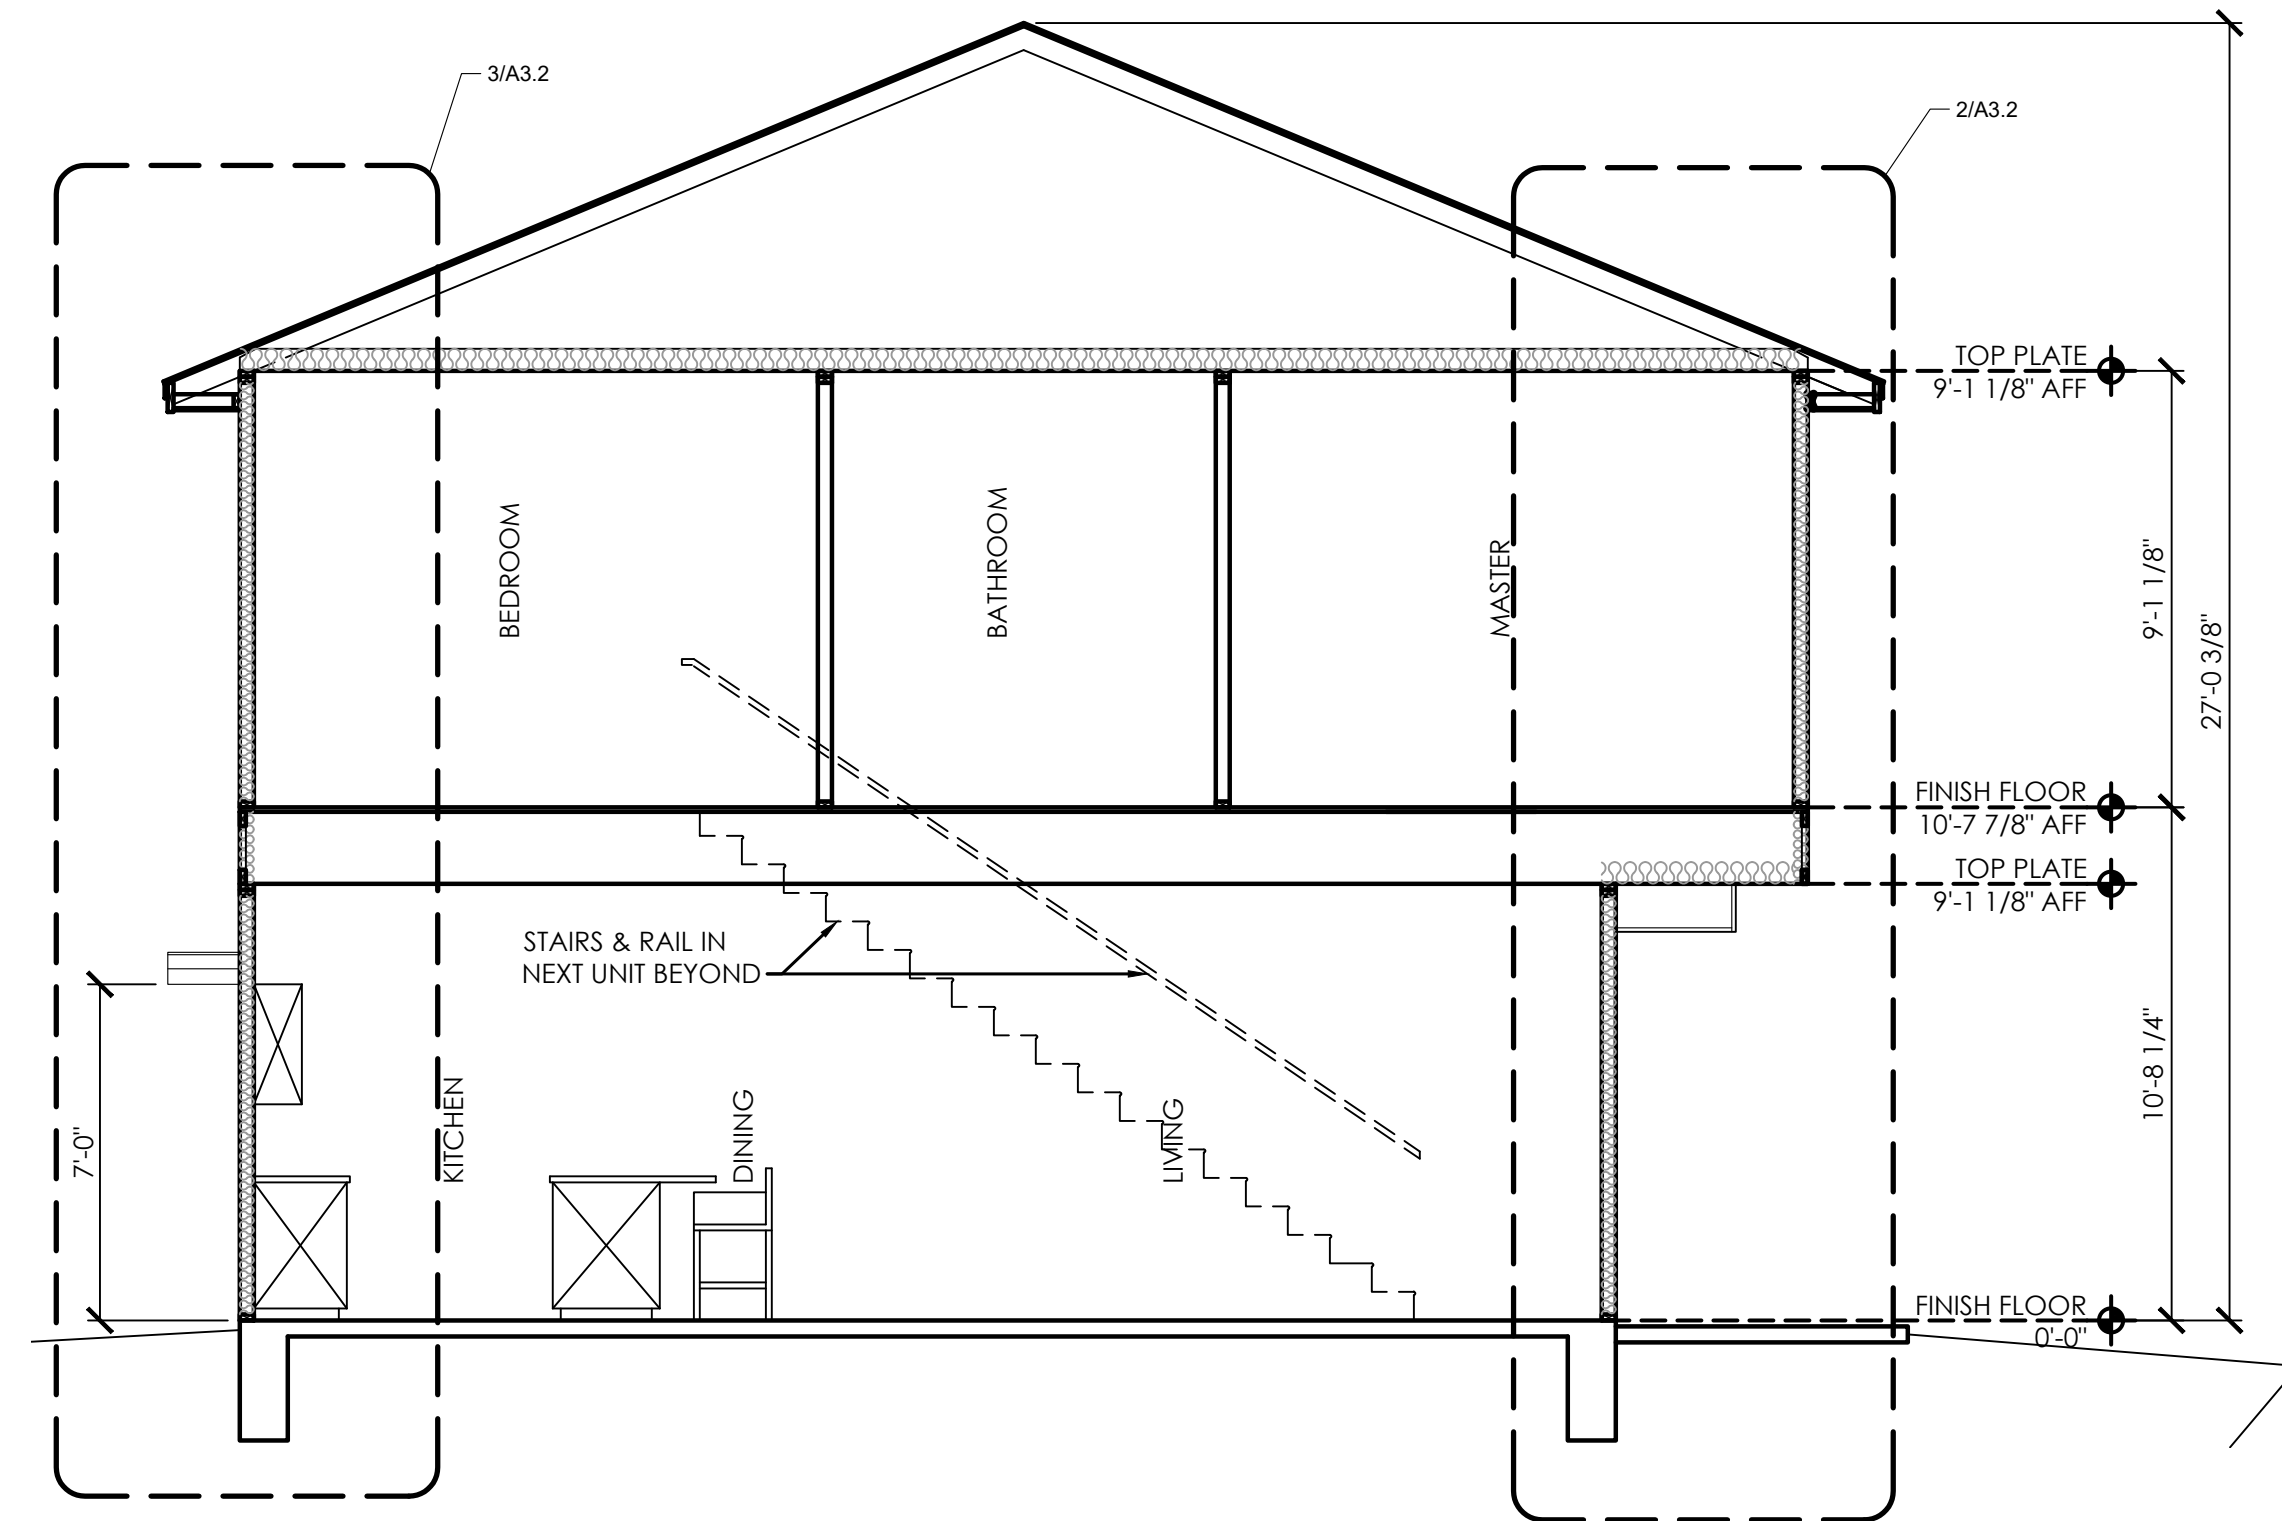 3/A3.2
2/A3.2
TOP PLATE
9'-1 1/8" AFF
BEDROOM
BATHROOM
MASTER
9'-1 1/8"
27'-0 3/8"
FINISH FLOOR
10'-7 7/8" AFF
TOP PLATE
9'-1 1/8" AFF
STAIRS & RAIL IN
NEXT UNIT BEYOND
10'-8 1/4"
7'-0"
KITCHEN
DINING
LIVING
FINISH FLOOR
0'-0"